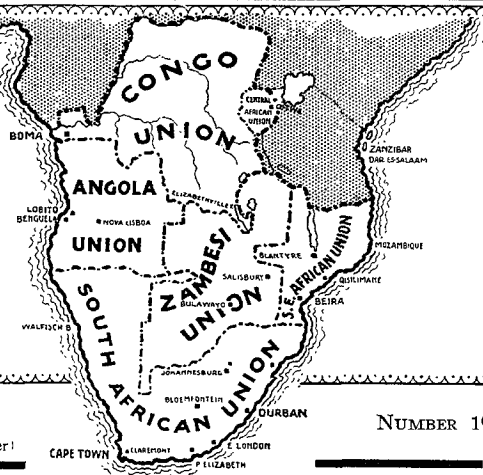 CONGO
UNION
CENTRAL
AFRICAN
UNION
BOMA
ZANZIBAR
DAR ES-SALAAM
ANGOLA
ELIZABETHVILLE
LOBITO
BENGUELA
NOVA LISBOA
UNION
ZAMBESI
UNION
BLANTYRE
SALISBURY
BULAWAYO
S.E. AFRICAN UNION
MOZAMBIQUE
QUILIMANE
BEIRA
WALFISCH B
SOUTH AFRICAN UNION
JOHANNESBURG
BLOEMFONTEIN
DURBAN
NUMBER 19
CAPE TOWN
CLAREMONT
E. LONDON
P. ELIZABETH